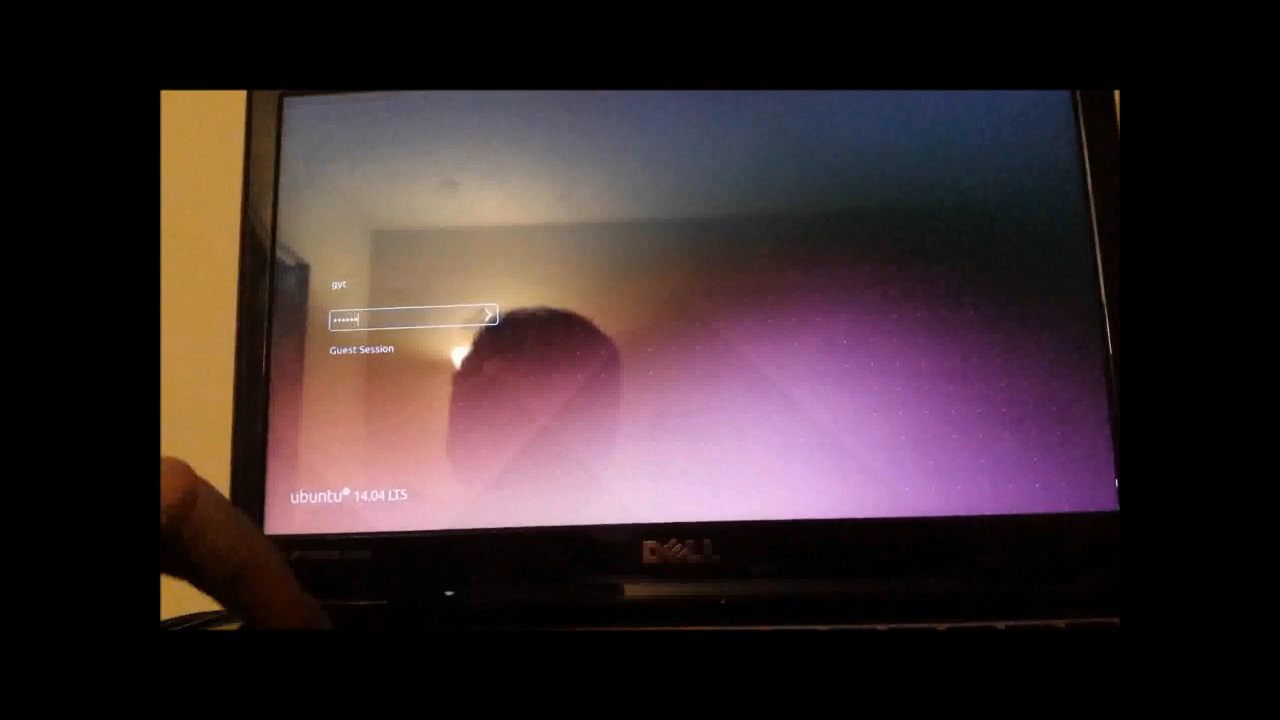 gyt
••••••
Guest Session
ubuntu® 14.04 LTS
DELL